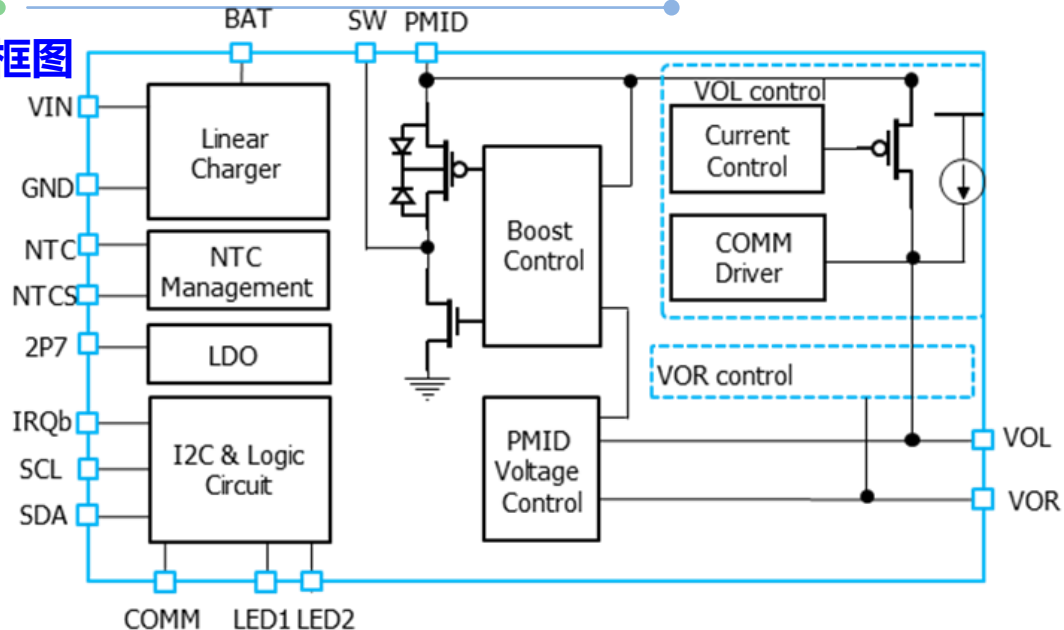 BAT
SW
PMID
框图
VIN
GND
NTC
NTCS
2P7
IRQb
SCL
SDA
Linear
Charger
NTC
Management
LDO
I2C & Logic
Circuit
Boost
Control
PMID
Voltage
Control
VOL control
Current
Control
COMM
Driver
VOR control
VOL
VOR
COMM
LED1
LED2